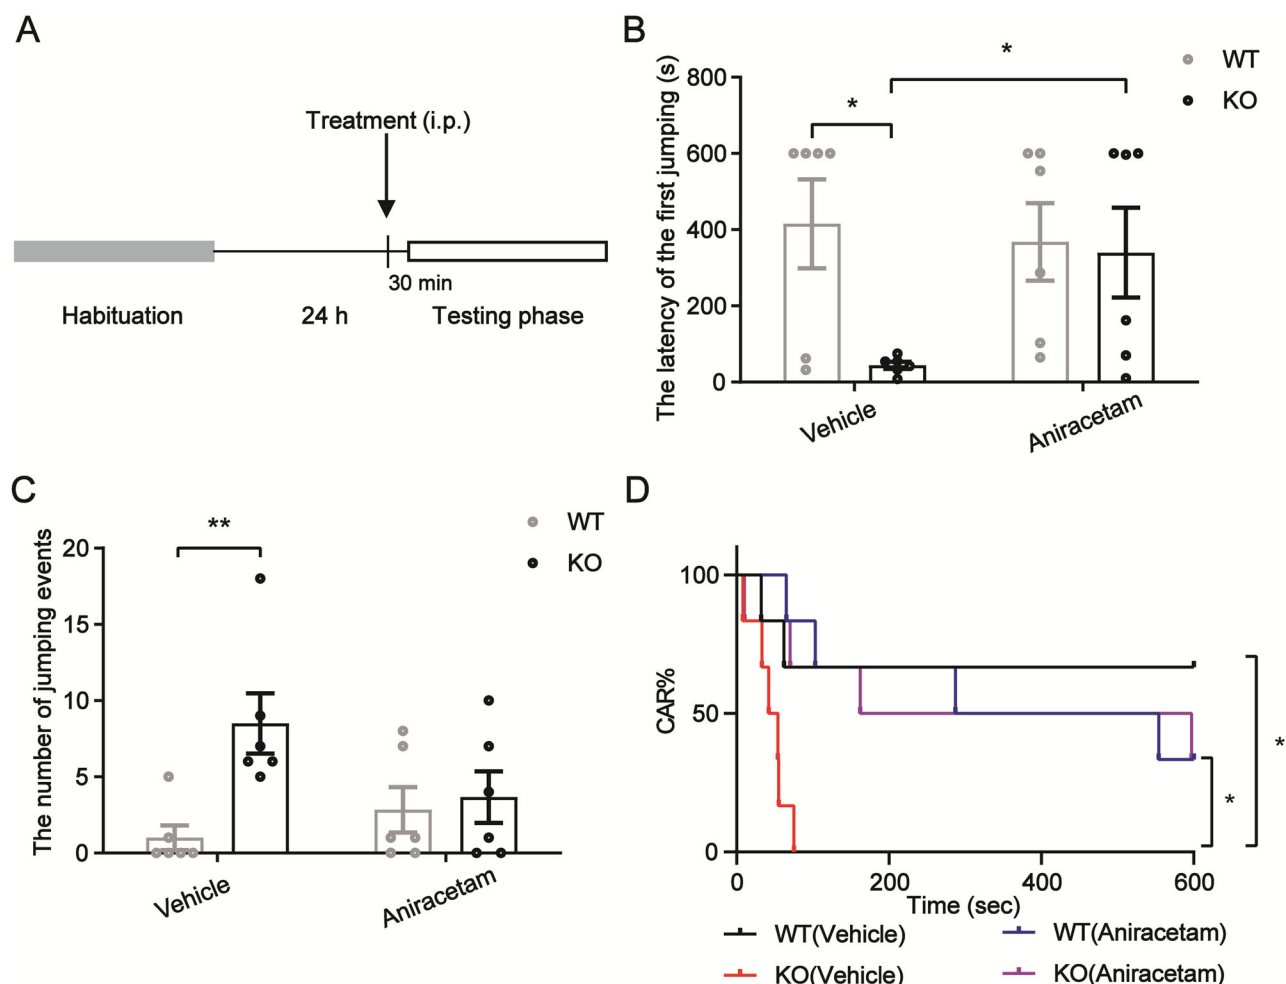 A
Treatment (i.p.)
30 min
Habituation
24 h
Testing phase
B
The latency of the first jumping (s)
800
600
400
200
0
*
*
WT
KO
Vehicle
Aniracetam
C
The number of jumping events
20
15
10
5
0
**
WT
KO
Vehicle
Aniracetam
D
CAR%
100
50
0
0
200
400
600
Time (sec)
*
*
WT(Vehicle)
WT(Aniracetam)
KO(Vehicle)
KO(Aniracetam)